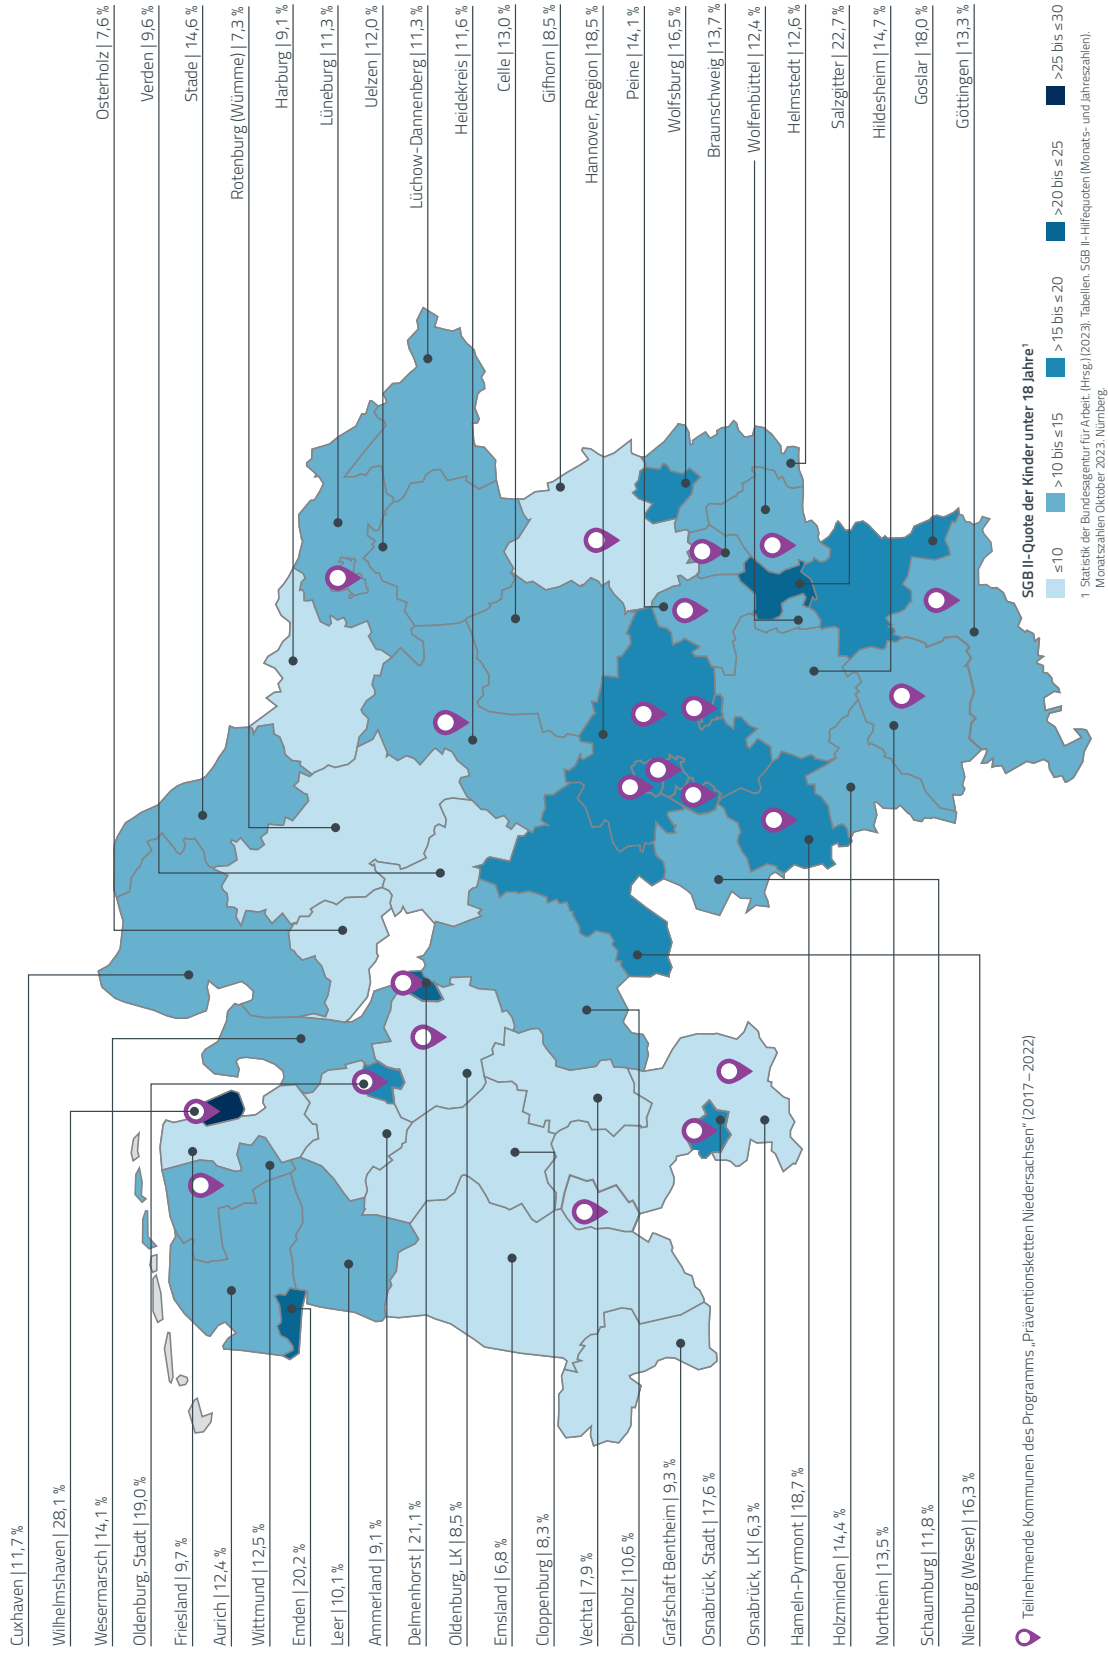 Cuxhaven | 11,7 %
Wilhelmshaven | 28,1 %
Wesermarsch | 14,1 %
Oldenburg, Stadt | 19,0 %
Friesland | 9,7 %
Aurich | 12,4 %
Wittmund | 12,5 %
Emden | 20,2 %
Leer | 10,1 %
Ammerland | 9,1 %
Delmenhorst | 21,1 %
Oldenburg, LK | 8,5 %
Emsland | 6,8 %
Cloppenburg | 8,3 %
Vechta | 7,9 %
Diepholz | 10,6 %
Grafschaft Bentheim | 9,3 %
Osnabrück, Stadt | 17,6 %
Osnabrück, LK | 6,3 %
Hameln-Pyrmont | 18,7 %
Holzminden | 14,4 %
Northeim | 13,5 %
Schaumburg | 11,8 %
Nienburg (Weser) | 16,3 %
Osterholz | 7,6 %
Verden | 9,6 %
Stade | 14,6 %
Rotenburg (Wümme) | 7,3 %
Harburg | 9,1 %
Lüneburg | 11,3 %
Uelzen | 12,0 %
Lüchow-Dannenberg | 11,3 %
Heidekreis | 11,6 %
Celle | 13,0 %
Gifhorn | 8,5 %
Hannover, Region | 18,5 %
Peine | 14,1 %
Wolfsburg | 16,5 %
Braunschweig | 13,7 %
Wolfenbüttel | 12,4 %
Helmstedt | 12,6 %
Salzgitter | 22,7 %
Hildesheim | 14,7 %
Goslar | 18,0 %
Göttingen | 13,3 %
SGB II-Quote der Kinder unter 18 Jahre¹
≤10 >10 bis ≤15 >15 bis ≤20 >20 bis ≤25 >25 bis ≤30
1 Statistik der Bundesagentur für Arbeit. (Hrsg.) (2023). Tabellen. SGB II-Hilfequoten (Monats- und Jahreszahlen).
Monatszahlen Oktober 2023. Nürnberg.
Teilnehmende Kommunen des Programms „Präventionsketten Niedersachsen“ (2017–2022)